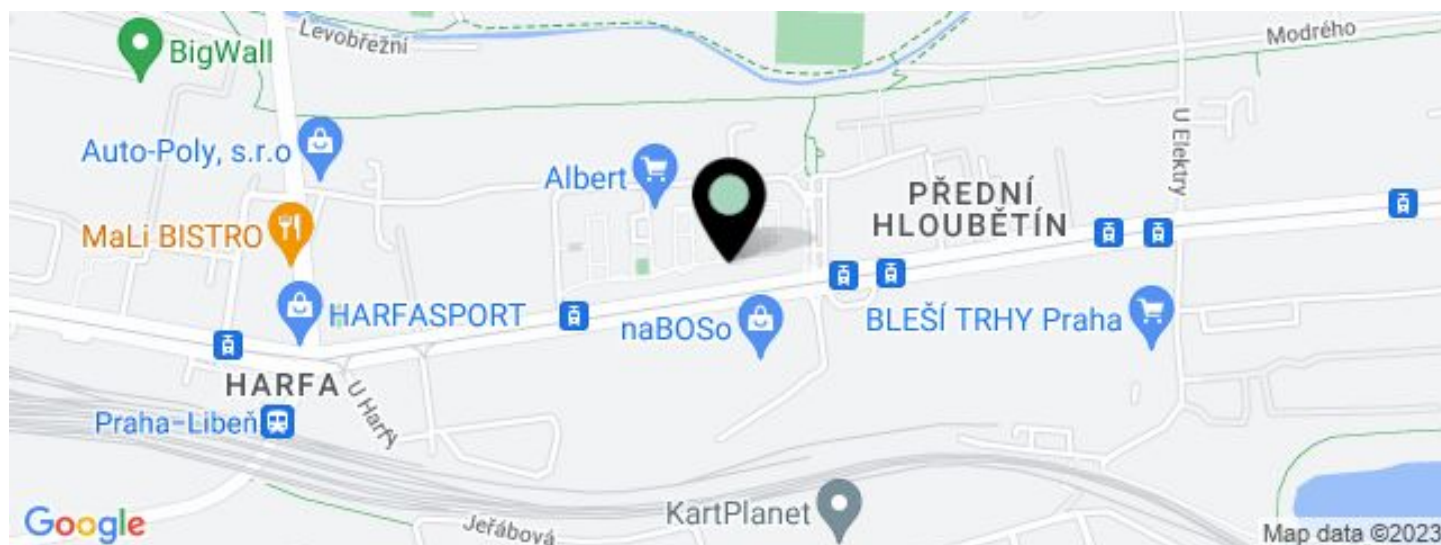 Levobřežní
Modrého
BigWall
U Elektry
Auto-Poly, s.r.o
Albert
PŘEDNÍ
HLOUBĚTÍN
MaLi BISTRO
HARFASPORT
naBOSo
BLEŠÍ TRHY Praha
HARFA
U Harfy
Praha-Libeň
KartPlanet
Jeřábová
Google
Map data ©2023